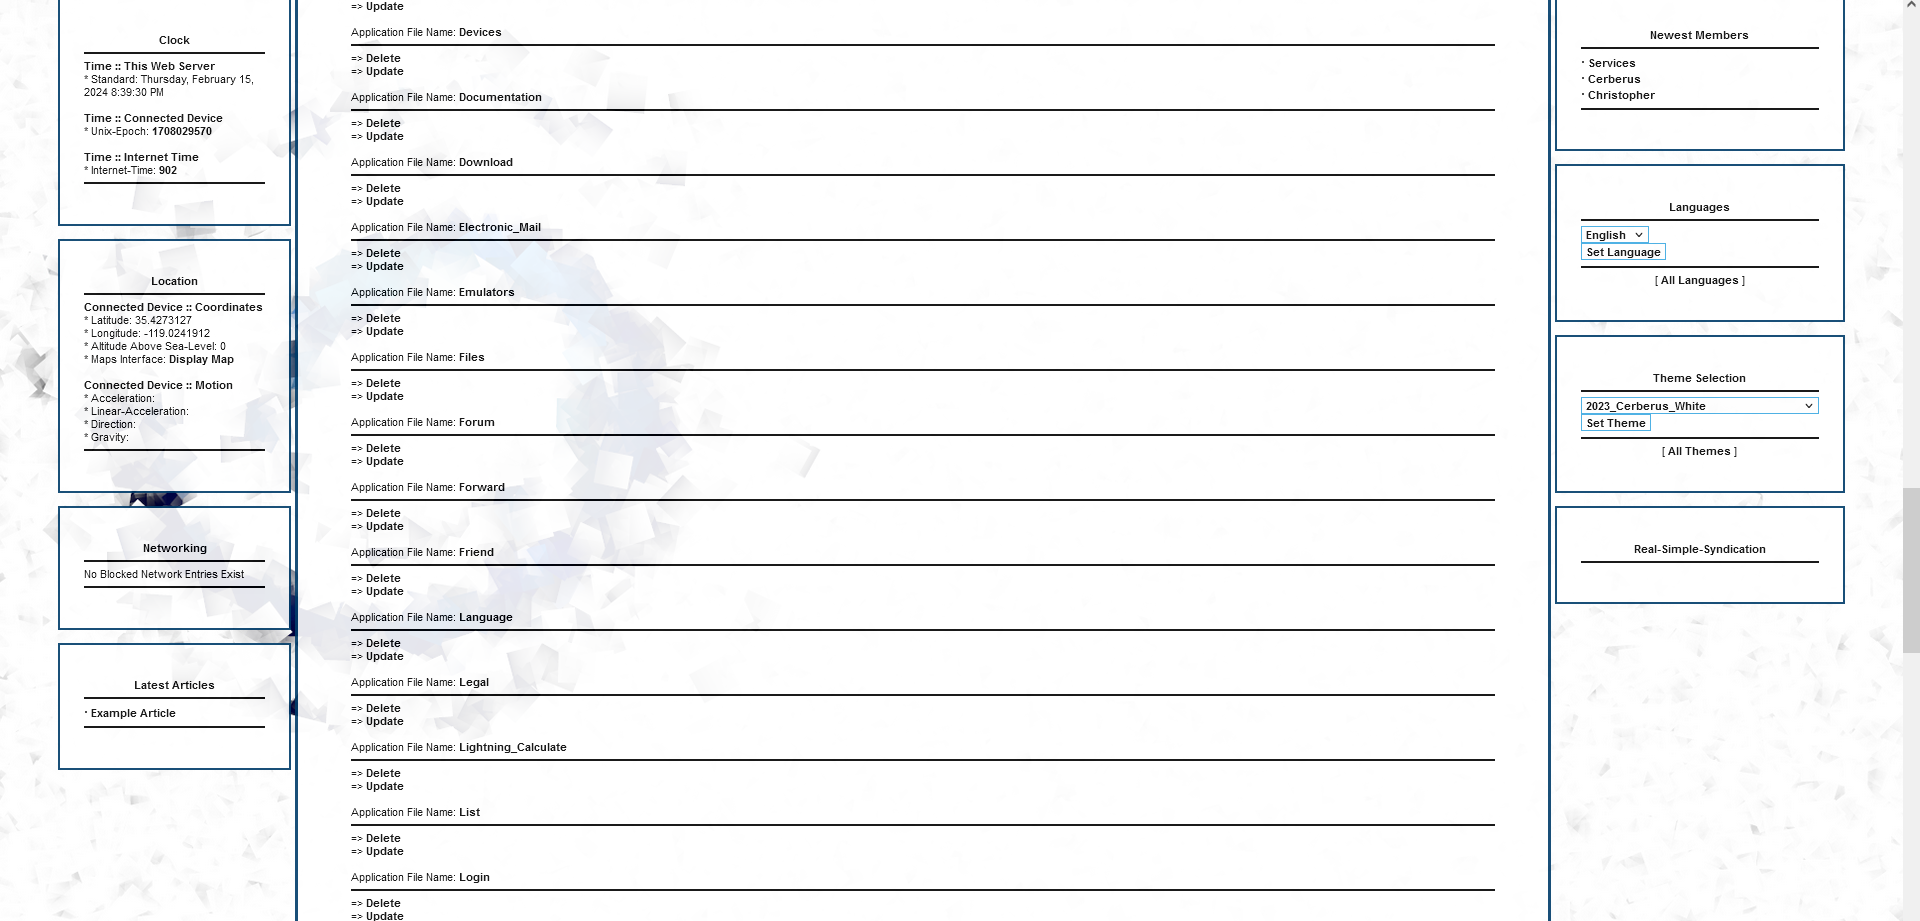 Clock
Time :: This Web Server
* Standard: Thursday, February 15,
2024 8:39:30 PM
Time :: Connected Device
* Unix-Epoch: 1708029570
Time :: Internet Time
* Internet-Time: 902
Location
Connected Device :: Coordinates
* Latitude: 35.4273127
* Longitude: -119.0241912
* Altitude Above Sea-Level: 0
* Maps Interface: Display Map
Connected Device :: Motion
* Acceleration:
* Linear-Acceleration:
* Direction:
* Gravity:
Networking
No Blocked Network Entries Exist
Latest Articles
· Example Article
=> Update
Application File Name: Devices
=> Delete
=> Update
Application File Name: Documentation
=> Delete
=> Update
Application File Name: Download
=> Delete
=> Update
Application File Name: Electronic_Mail
=> Delete
=> Update
Application File Name: Emulators
=> Delete
=> Update
Application File Name: Files
=> Delete
=> Update
Application File Name: Forum
=> Delete
=> Update
Application File Name: Forward
=> Delete
=> Update
Application File Name: Friend
=> Delete
=> Update
Application File Name: Language
=> Delete
=> Update
Application File Name: Legal
=> Delete
=> Update
Application File Name: Lightning_Calculate
=> Delete
=> Update
Application File Name: List
=> Delete
=> Update
Application File Name: Login
=> Delete
=> Update
Newest Members
· Services
· Cerberus
· Christopher
Languages
English
Set Language
[ All Languages ]
Theme Selection
2023_Cerberus_White
Set Theme
[ All Themes ]
Real-Simple-Syndication